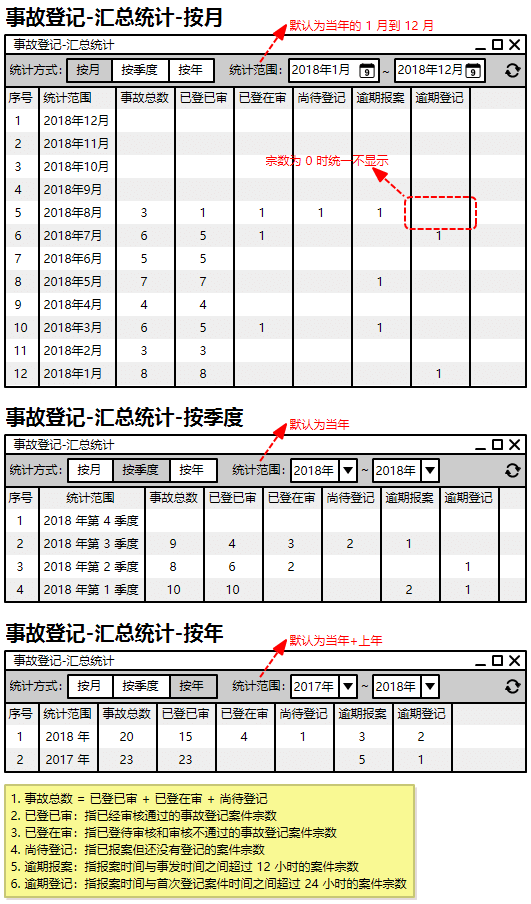 事故登记-汇总统计-按月
默认为当年的 1 月到 12 月
事故登记-汇总统计
统计方式： 按月 按季度 按年 统计范围： 2018年1月 9 ~ 2018年12月 9
序号 统计范围 事故总数 已登已审 已登在审 尚待登记 逾期报案 逾期登记
1 2018年12月
2 2018年11月
3 2018年10月
宗数为 0 时统一不显示
4 2018年9月
5 2018年8月 3 1 1 1 1
6 2018年7月 6 5 1 1
7 2018年6月 5 5
8 2018年5月 7 7 1
9 2018年4月 4 4
10 2018年3月 6 5 1 1
11 2018年2月 3 3
12 2018年1月 8 8 1
事故登记-汇总统计-按季度
默认为当年
事故登记-汇总统计
统计方式： 按月 按季度 按年 统计范围： 2018年 ~ 2018年
序号 统计范围 事故总数 已登已审 已登在审 尚待登记 逾期报案 逾期登记
1 2018 年第 4 季度
2 2018 年第 3 季度 9 4 3 2 1
3 2018 年第 2 季度 8 6 2 1
4 2018 年第 1 季度 10 10 2 1
事故登记-汇总统计-按年
默认为当年+上年
事故登记-汇总统计
统计方式： 按月 按季度 按年 统计范围： 2017年 ~ 2018年
序号 统计范围 事故总数 已登已审 已登在审 尚待登记 逾期报案 逾期登记
1 2018 年 20 15 4 1 3 2
2 2017 年 23 23 5 1
1. 事故总数 = 已登已审 + 已登在审 + 尚待登记
2. 已登已审：指已经审核通过的事故登记案件宗数
3. 已登在审：指已登待审核和审核不通过的事故登记案件宗数
4. 尚待登记：指已报案但还没有登记的案件宗数
5. 逾期报案：指报案时间与事发时间之间超过 12 小时的案件宗数
6. 逾期登记：指报案时间与首次登记案件时间之间超过 24 小时的案件宗数